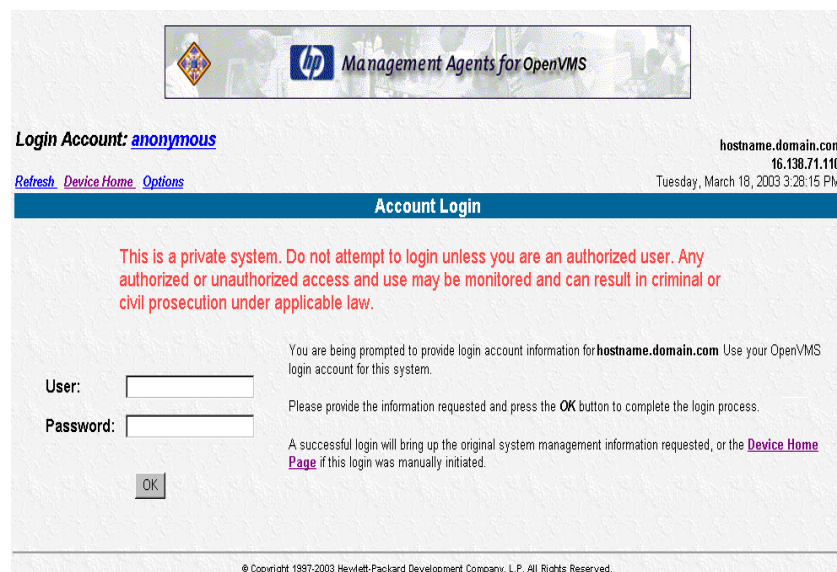 hp Management Agents for OpenVMS
Login Account: anonymous
hostname.domain.com
16.138.71.110
Refresh Device Home Options
Tuesday, March 18, 2003 3:28:15 PM
Account Login
This is a private system. Do not attempt to login unless you are an authorized user. Any
authorized or unauthorized access and use may be monitored and can result in criminal or
civil prosecution under applicable law.
You are being prompted to provide login account information for hostname.domain.com Use your OpenVMS
login account for this system.
User:
Please provide the information requested and press the OK button to complete the login process.
Password:
A successful login will bring up the original system management information requested, or the Device Home
Page if this login was manually initiated.
OK
© Copyright 1997-2003 Hewlett-Packard Development Company, L.P. All Rights Reserved.